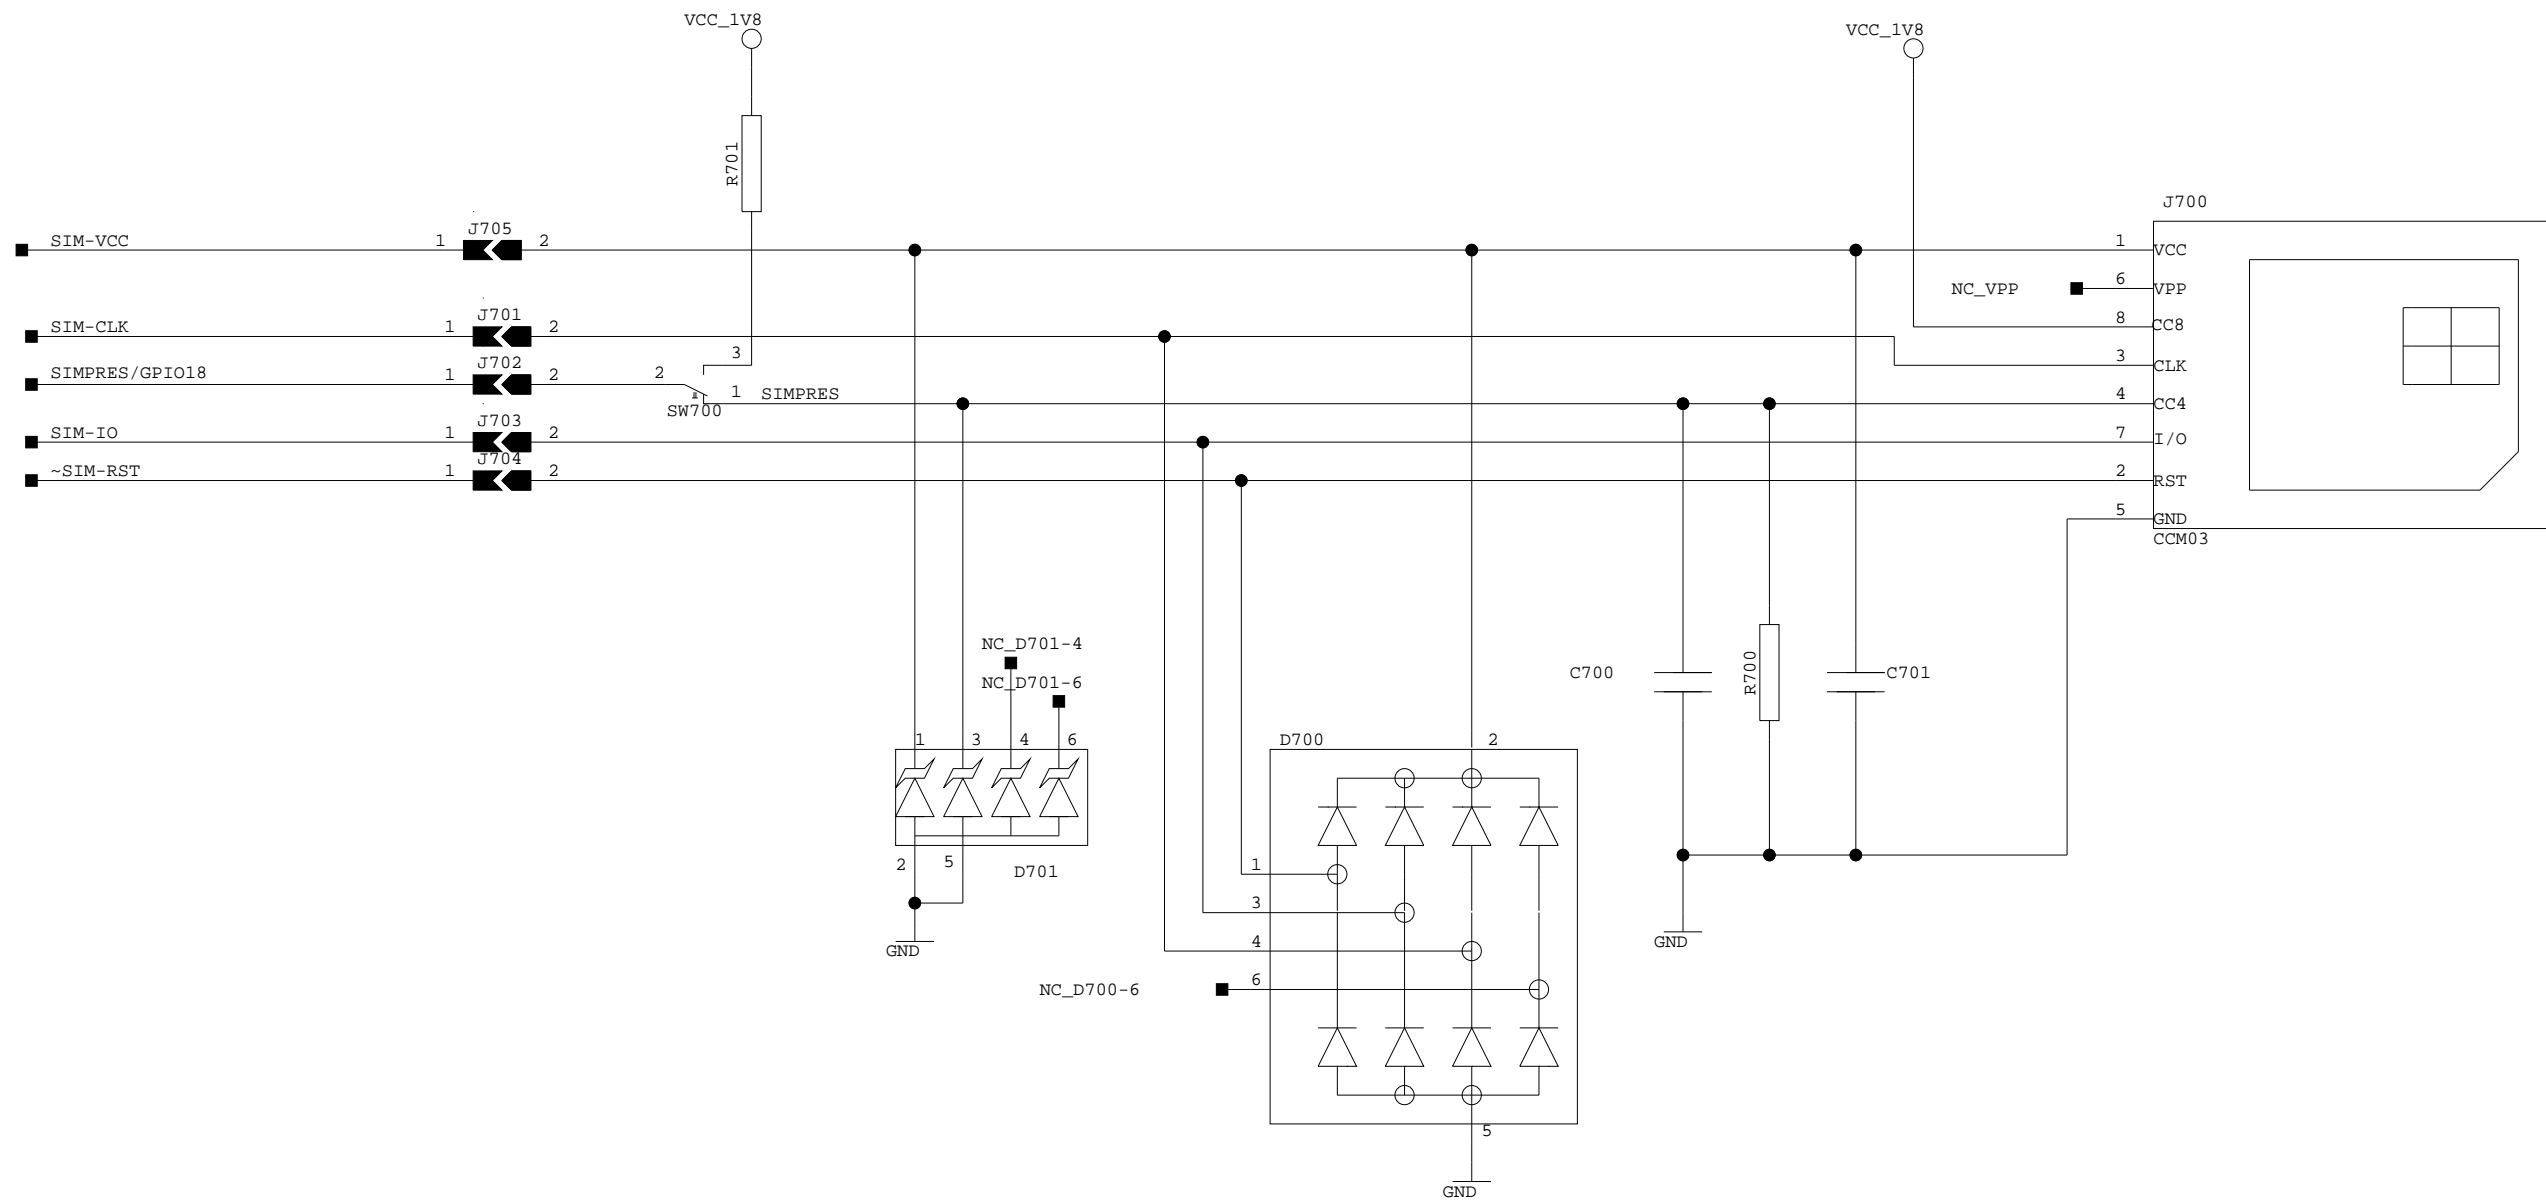 VCC_1V8
VCC_1V8
R701
J700
SIM-VCC 1 J705 2 1 VCC
NC_VPP 6 VPP
SIM-CLK 1 J701 2 8 CC8
3 3 CLK
SIMPRES/GPIO18 1 J702 2 2
1 SIMPRES 4 CC4
SW700
SIM-IO 1 J703 2 7 I/O
~SIM-RST 1 J704 2 2 RST
5 GND
CCM03
NC_D701-4
NC_D701-6
C700 R700 C701
1 3 4 6
D700 2
2 5 D701
1
3
4
GND
GND
NC_D700-6 6
5
GND